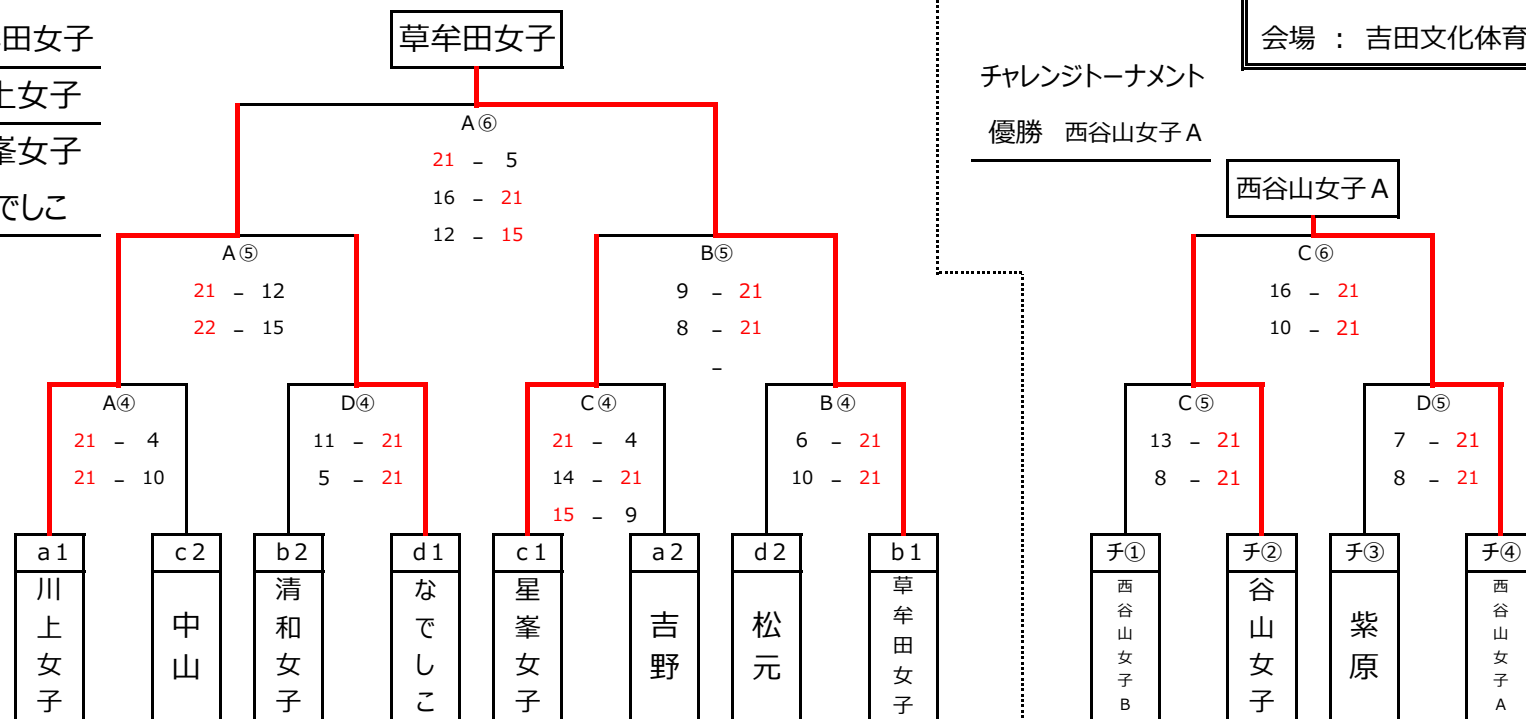 田女子
上女子
峯女子
でしこ
草牟田女子
A⑥
21 – 5
16 – 21
12 – 15
A⑤
21 – 12
22 – 15
B⑤
9 – 21
8 – 21
–
A④
21 – 4
21 – 10
D④
11 – 21
5 – 21
C④
21 – 4
14 – 21
15 – 9
B④
6 – 21
10 – 21
a1
川上女子
c2
中山
b2
清和女子
d1
なでしこ
c1
星峯女子
a2
吉野
d2
松元
b1
草牟田女子
会場 : 吉田文化体育
チャレンジトーナメント
優勝 西谷山女子A
西谷山女子A
C⑥
16 – 21
10 – 21
C⑤
13 – 21
8 – 21
D⑤
7 – 21
8 – 21
チ①
西谷山女子B
チ②
谷山女子
チ③
紫原
チ④
西谷山女子A